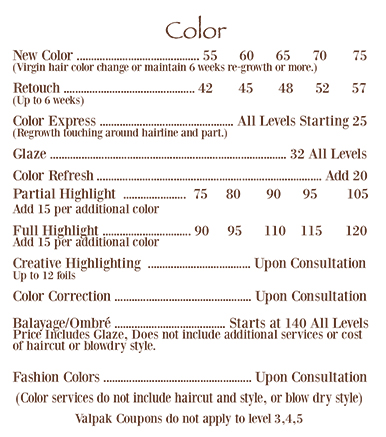 Color
New Color ........................................ 55 60 65 70 75
(Virgin hair color change or maintain 6 weeks re-growth or more.)
Retouch ........................................... 42 45 48 52 57
(Up to 6 weeks)
Color Express ........................................... All Levels Starting 25
(Regrowth touching around hairline and part.)
Glaze ............................................................................. 32 All Levels
Color Refresh ......................................................................... Add 20
Partial Highlight ..................... 75 80 90 95 105
Add 15 per additional color
Full Highlight ............................. 90 95 110 115 120
Add 15 per additional color
Creative Highlighting .................................. Upon Consultation
Up to 12 foils
Color Correction ............................................. Upon Consultation
Balayage/Ombré .................................... Starts at 140 All Levels
Price Includes Glaze, Does not include additional services or cost
of haircut or blowdry style.
Fashion Colors ................................................ Upon Consultation
(Color services do not include haircut and style, or blow dry style)
Valpak Coupons do not apply to level 3,4,5